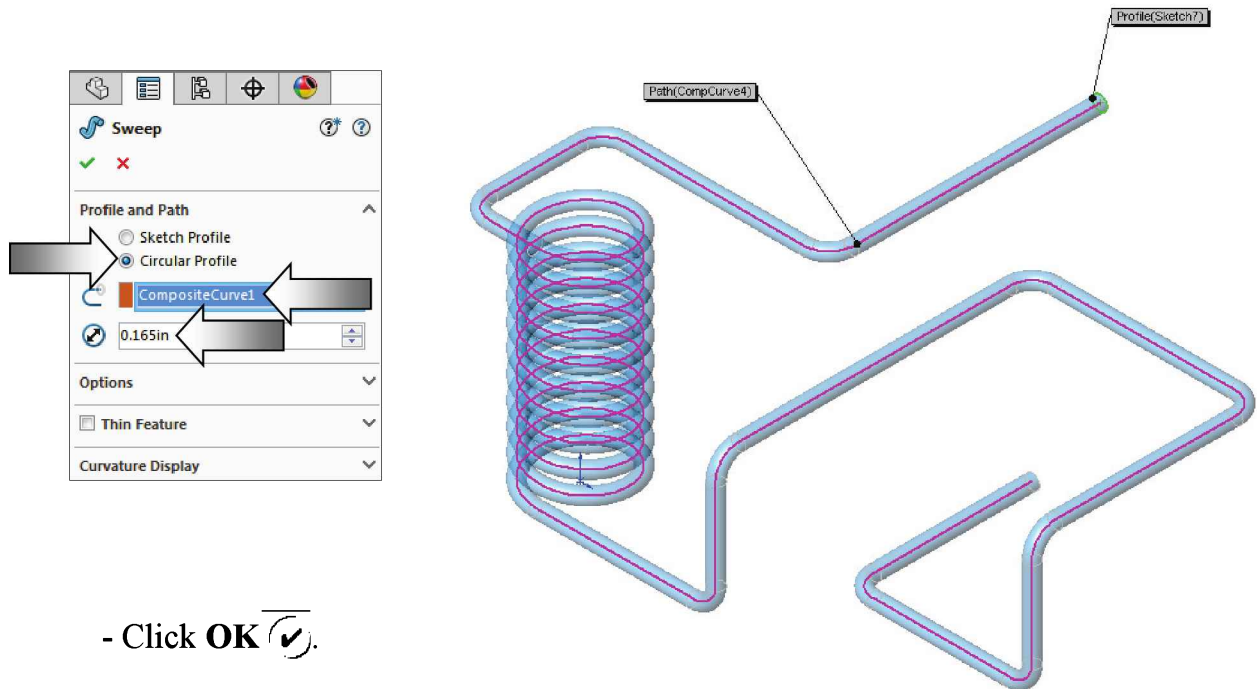 Profile(Sketch7)
Path(CompCurve4)
Sweep
Profile and Path
Sketch Profile
Circular Profile
CompositeCurve1
0.165in
Options
Thin Feature
Curvature Display
- Click OK ✔.